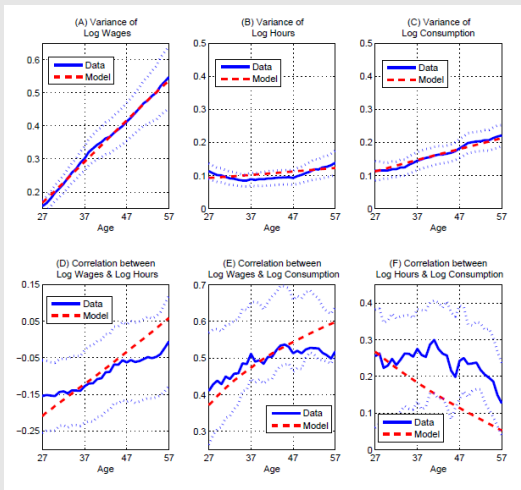 (A) Variance of
Log Wages
0.6
0.5
0.4
0.3
0.2
Data
Model
27 37 47 57
Age
(B) Variance of
Log Hours
0.5
0.4
0.3
0.2
0.1
0
Data
Model
27 37 47 57
Age
(C) Variance of
Log Consumption
0.5
0.4
0.3
0.2
0.1
0
Data
Model
27 37 47 57
Age
(D) Correlation between
Log Wages & Log Hours
0.15
0.05
−0.05
−0.15
−0.25
Data
Model
27 37 47 57
Age
(E) Correlation between
Log Wages & Log Consumption
0.7
0.6
0.5
0.4
0.3
Data
Model
27 37 47 57
Age
(F) Correlation between
Log Hours & Log Consumption
0.4
0.3
0.2
0.1
0
Data
Model
27 37 47 57
Age